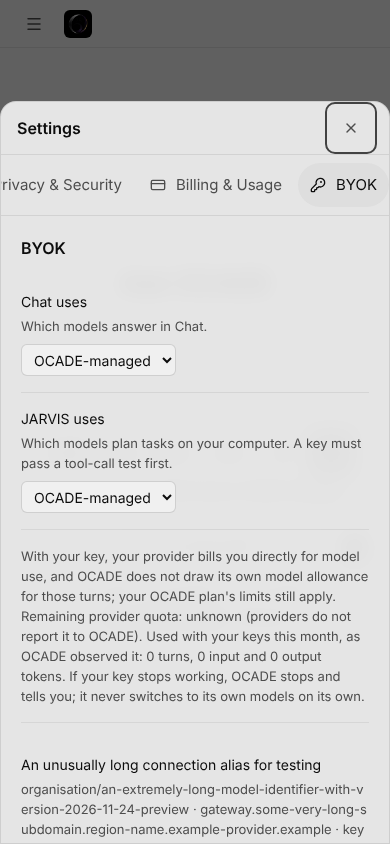 Settings
rivacy & Security
Billing & Usage
BYOK
BYOK
Chat uses
Which models answer in Chat.
OCADE-managed
JARVIS uses
Which models plan tasks on your computer. A key must
pass a tool-call test first.
OCADE-managed
With your key, your provider bills you directly for model
use, and OCADE does not draw its own model allowance
for those turns; your OCADE plan's limits still apply.
Remaining provider quota: unknown (providers do not
report it to OCADE). Used with your keys this month, as
OCADE observed it: 0 turns, 0 input and 0 output
tokens. If your key stops working, OCADE stops and
tells you; it never switches to its own models on its own.
An unusually long connection alias for testing
organisation/an-extremely-long-model-identifier-with-v
ersion-2026-11-24-preview · gateway.some-very-long-s
ubdomain.region-name.example-provider.example · key